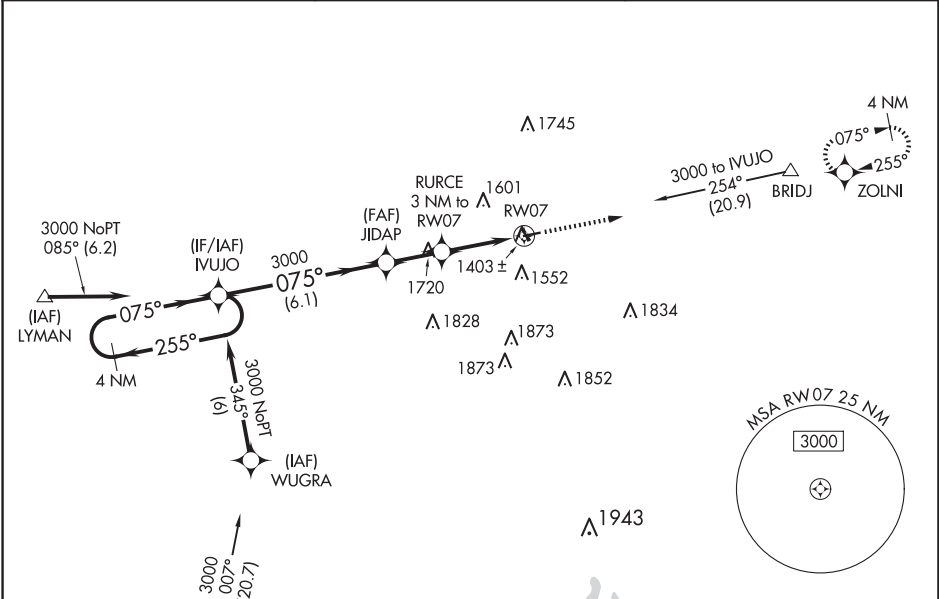 1745
4 NM
075°
255°
ZOLNI
3000 to IVUJO
254°
(20.9)
BRIDJ
RURCE
3 NM to
RW07
1601
RW07
(FAF)
JIDAP
3000 NoPT
085° (6.2)
(IF/IAF)
IVUJO
3000
075°
(6.1)
1403 ±
1720
1552
(IAF)
LYMAN
075°
255°
4 NM
1828
1873
1873
1834
1852
3000 NoPT
345°
(6)
(IAF)
WUGRA
MSA RW07 25 NM
3000
1943
3000
007°
20.7)